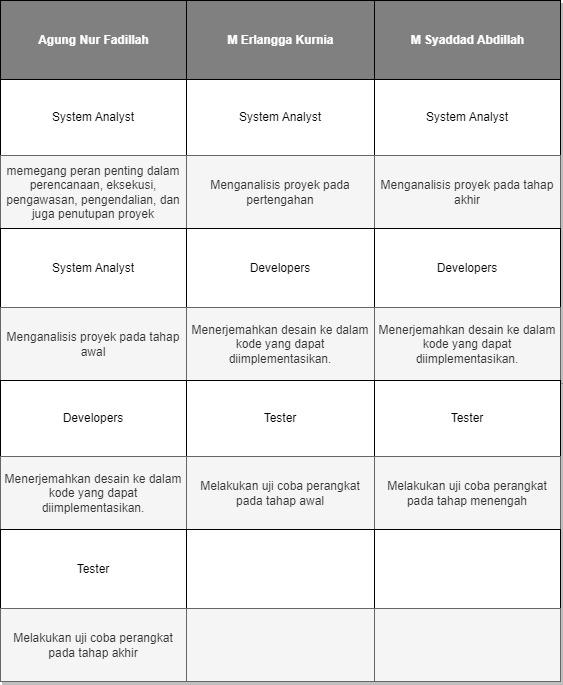 Agung Nur Fadillah
M Erlangga Kurnia
M Syaddad Abdillah
System Analyst
System Analyst
System Analyst
memegang peran penting dalam
perencanaan, eksekusi,
pengawasan, pengendalian, dan
juga penutupan proyek
Menganalisis proyek pada
pertengahan
Menganalisis proyek pada tahap
akhir
System Analyst
Developers
Developers
Menganalisis proyek pada tahap
awal
Menerjemahkan desain ke dalam
kode yang dapat
diimplementasikan.
Menerjemahkan desain ke dalam
kode yang dapat
diimplementasikan.
Developers
Tester
Tester
Menerjemahkan desain ke dalam
kode yang dapat
diimplementasikan.
Melakukan uji coba perangkat
pada tahap awal
Melakukan uji coba perangkat
pada tahap menengah
Tester
Melakukan uji coba perangkat
pada tahap akhir